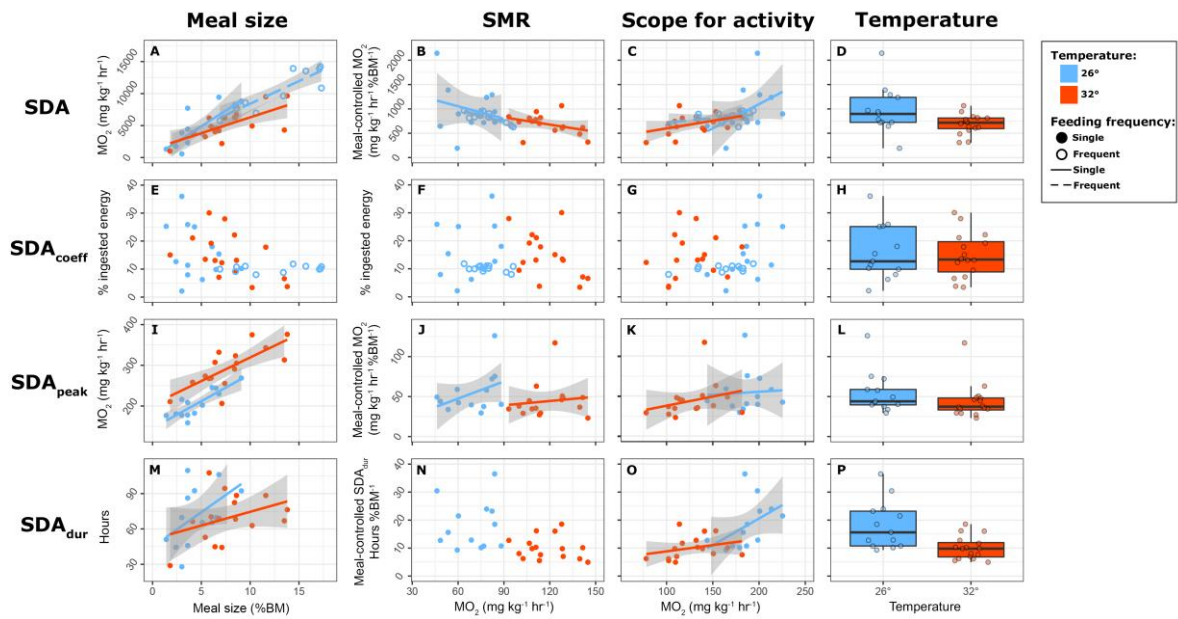 Meal size SMR Scope for activity Temperature
SDA
A
MO₂ (mg kg⁻¹ hr⁻¹)
15000
10000
5000
0
B
Meal-controlled MO₂
(mg kg⁻¹ hr⁻¹ %BM⁻¹)
2000
1000
0
C
D
Temperature:
26°
32°
Feeding frequency:
Single
Frequent
Single
Frequent
SDAcoeff
E
% ingested energy
40
30
20
10
0
F
% ingested energy
40
30
20
10
0
G
H
SDApeak
I
MO₂ (mg kg⁻¹ hr⁻¹)
400
300
200
J
Meal-controlled MO₂
(mg kg⁻¹ hr⁻¹ %BM⁻¹)
100
50
0
K
L
SDAdur
M
Hours
90
60
30
0 5 10 15
Meal size (%BM)
N
Meal-controlled SDAdur
Hours %BM⁻¹
40
30
20
10
0
60 90 120 150
MO₂ (mg kg⁻¹ hr⁻¹)
O
100 150 200 250
MO₂ (mg kg⁻¹ hr⁻¹)
P
26° 32°
Temperature